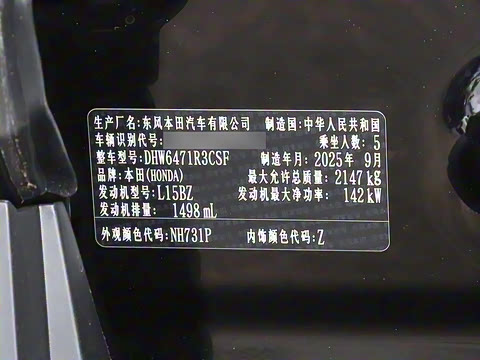 生产厂名:东风本田汽车有限公司 制造国:中华人民共和国
车辆识别代号: 乘坐人数: 5
整车型号:DHW6471R3CSF 制造年月: 2025年 9月
品牌:本田(HONDA) 最大允许总质量: 2147 kg
发动机型号:L15BZ 发动机最大净功率: 142 kW
发动机排量: 1498 mL
外观颜色代码:NH731P 内饰颜色代码:Z